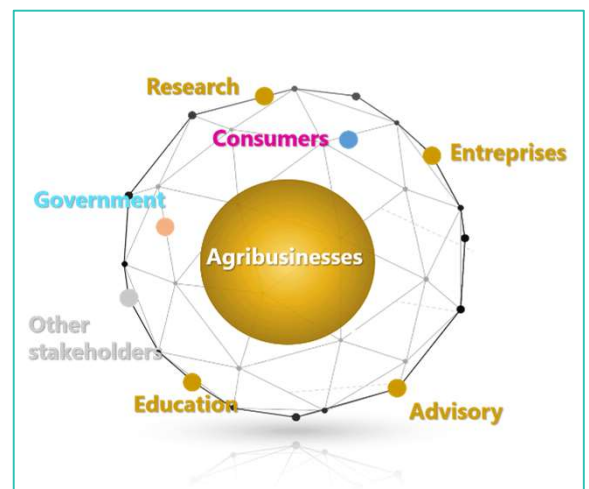 Research
Consumers
Entreprises
Government
Agribusinesses
Other
stakeholders
Education
Advisory